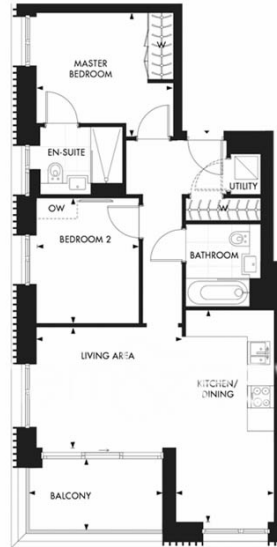 MASTER
BEDROOM
W
EN-SUITE
UTILITY
OW
W
BEDROOM 2
BATHROOM
LIVING AREA
KITCHEN/
DINING
BALCONY